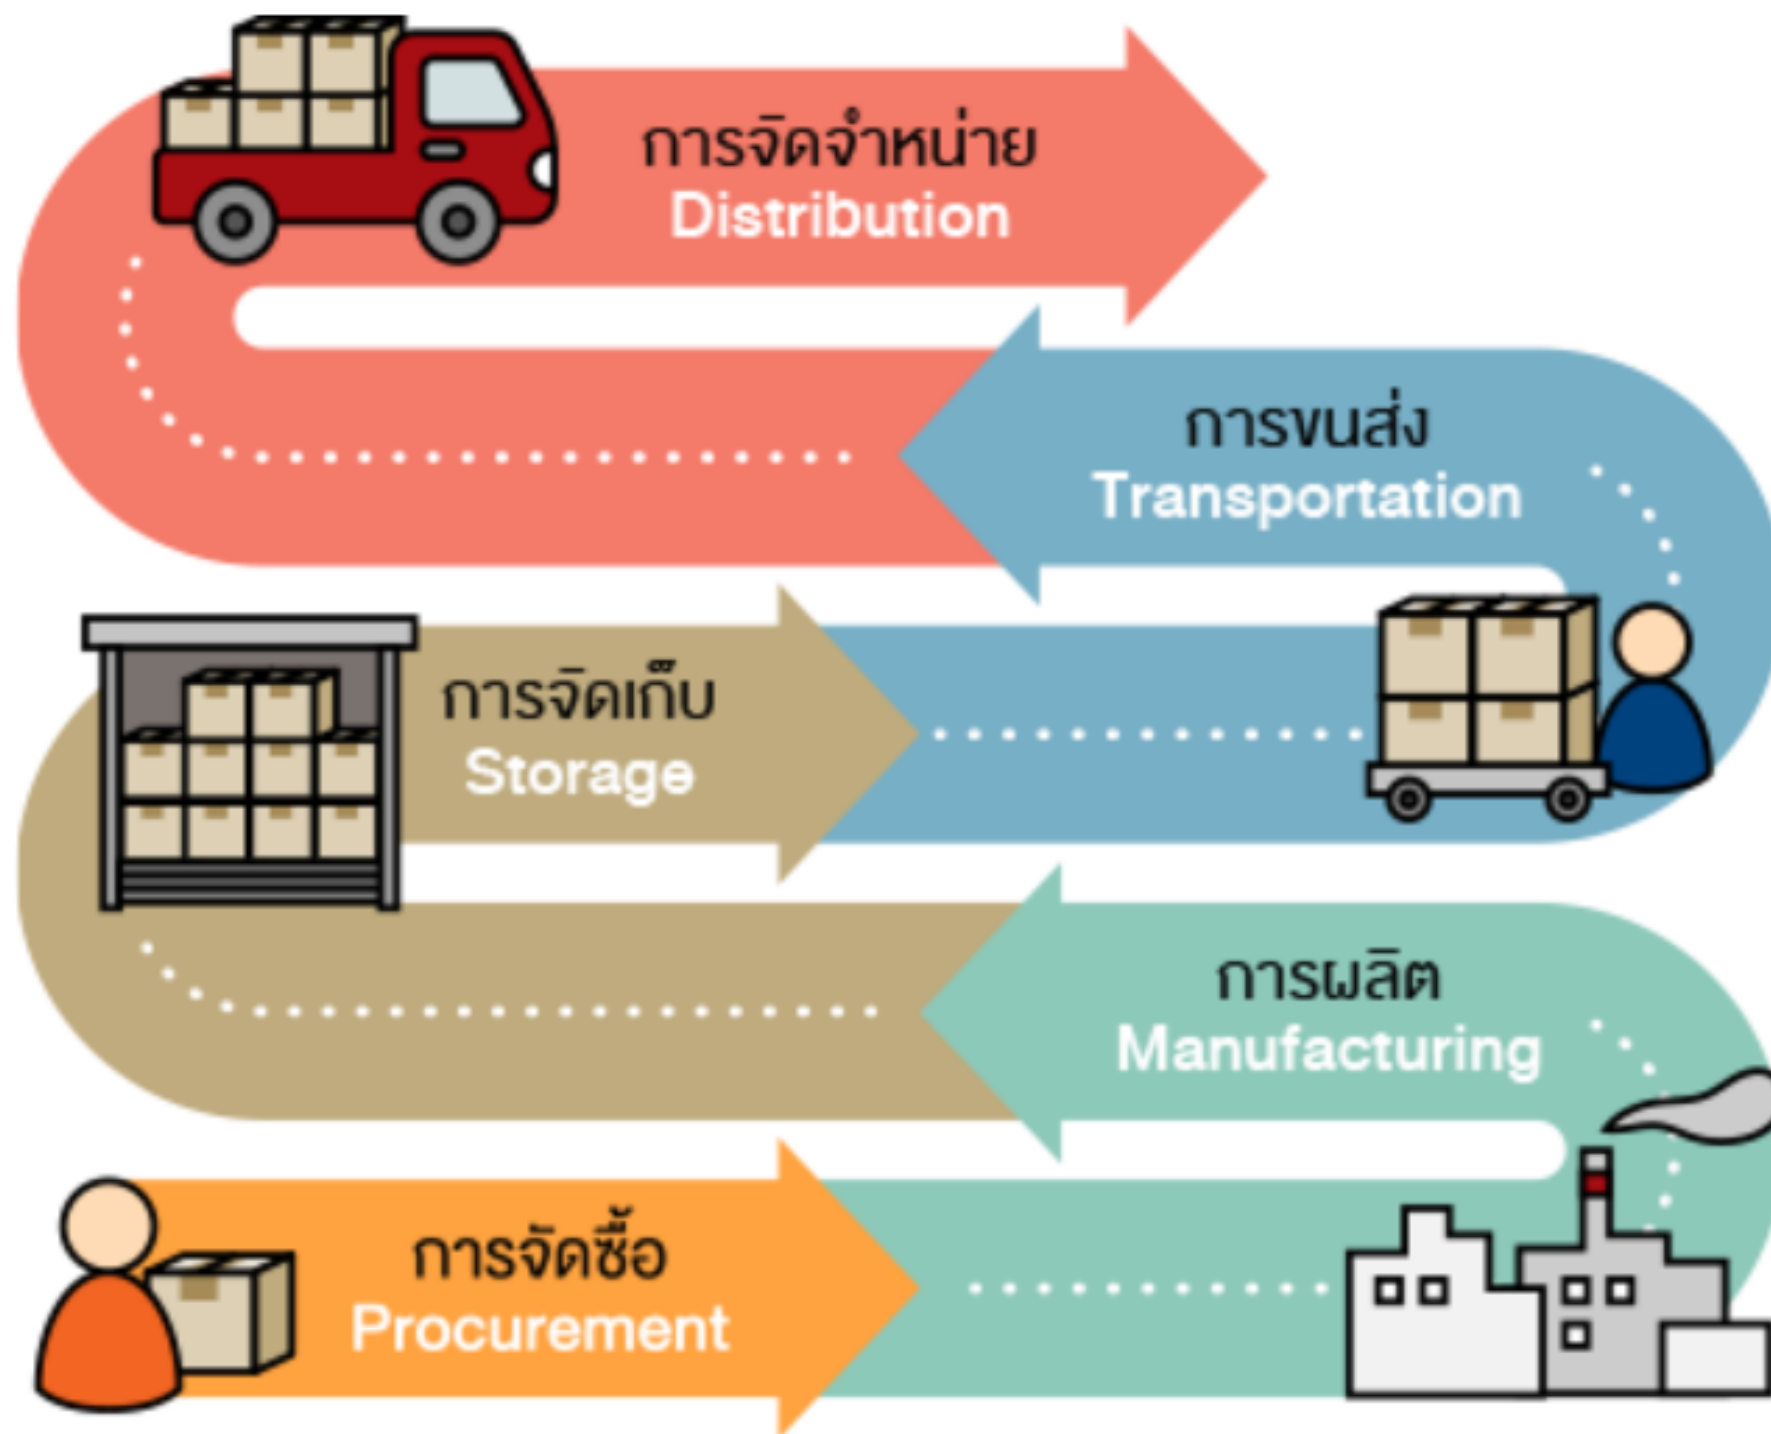 การจัดจำหน่าย
Distribution
การขนส่ง
Transportation
การจัดเก็บ
Storage
การผลิต
Manufacturing
การจัดซื้อ
Procurement